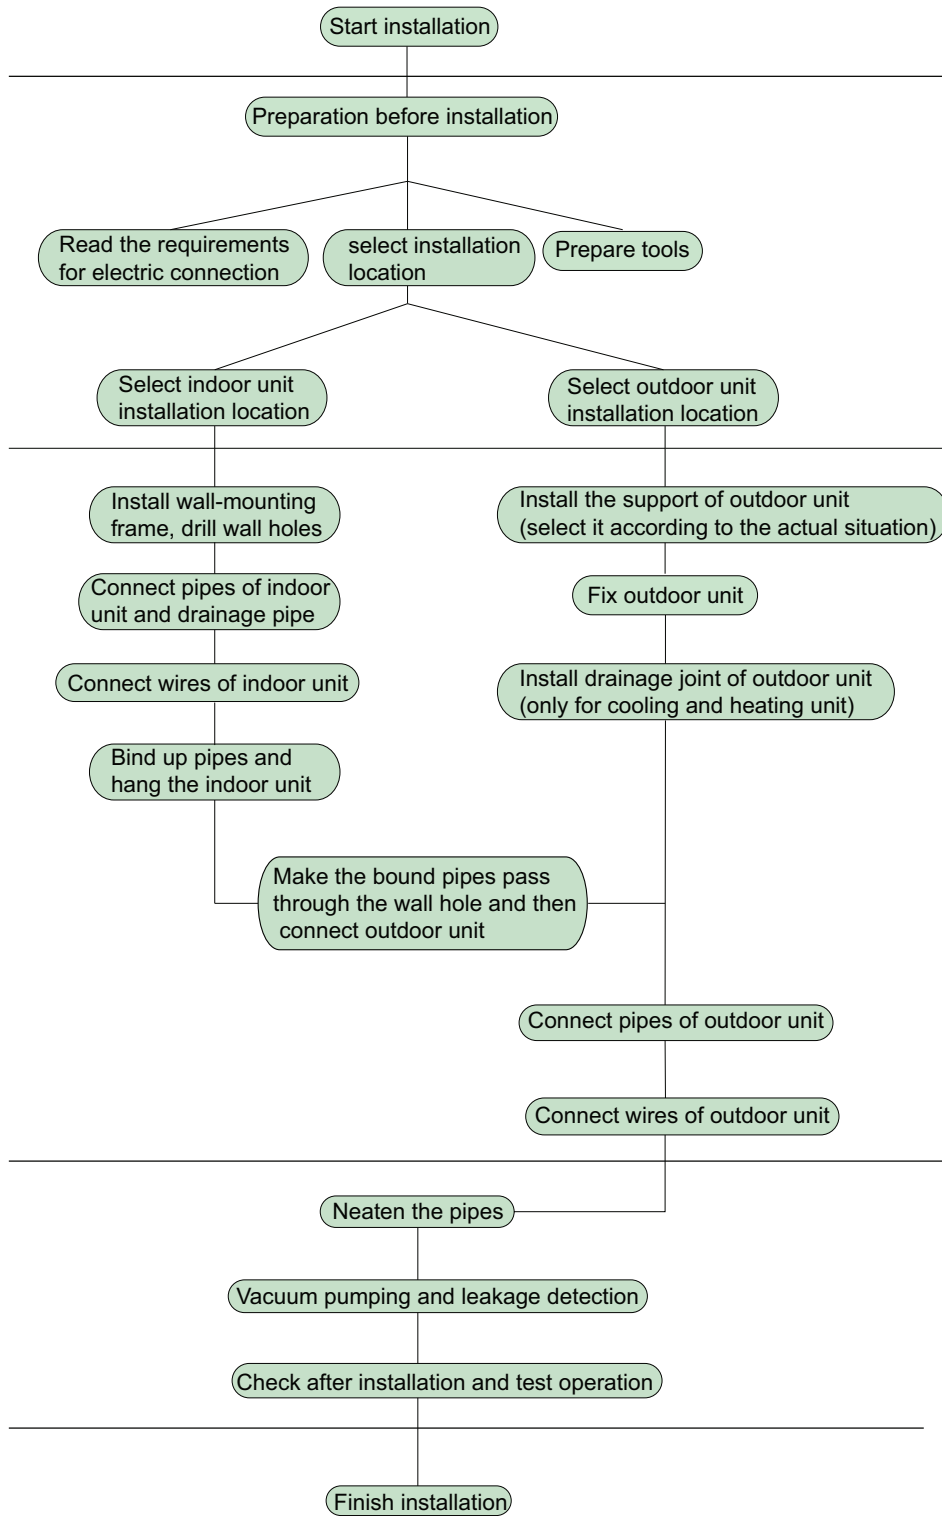 Start installation
Preparation before installation
Read the requirements
for electric connection
select installation
location
Prepare tools
Select indoor unit
installation location
Select outdoor unit
installation location
Install wall-mounting
frame, drill wall holes
Install the support of outdoor unit
(select it according to the actual situation)
Connect pipes of indoor
unit and drainage pipe
Fix outdoor unit
Connect wires of indoor unit
Install drainage joint of outdoor unit
(only for cooling and heating unit)
Bind up pipes and
hang the indoor unit
Make the bound pipes pass
through the wall hole and then
connect outdoor unit
Connect pipes of outdoor unit
Connect wires of outdoor unit
Neaten the pipes
Vacuum pumping and leakage detection
Check after installation and test operation
Finish installation